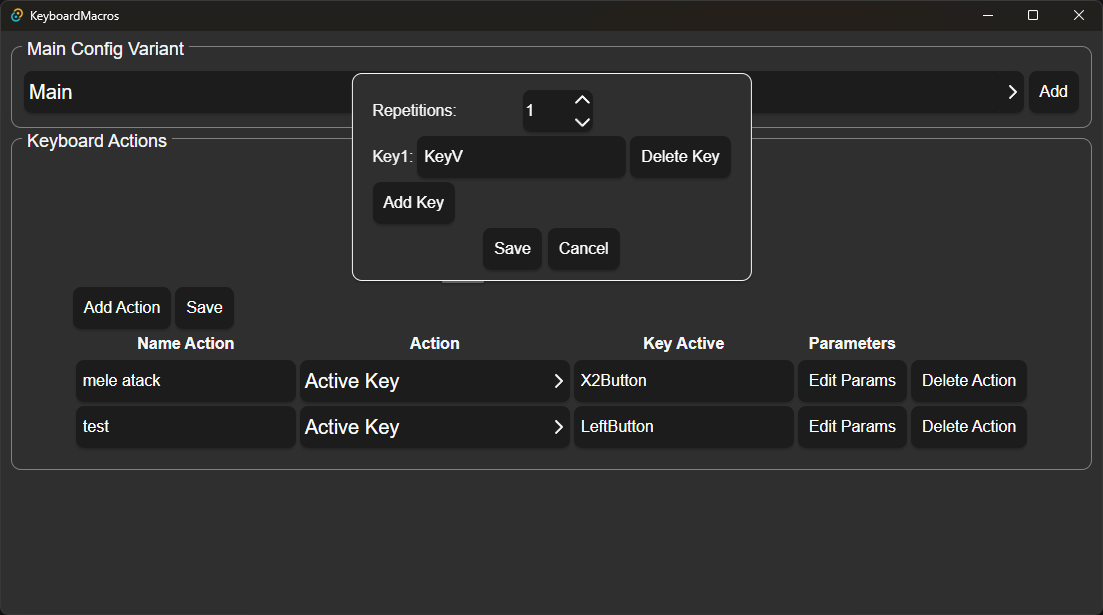 KeyboardMacros
Main Config Variant
Main
Add
Repetitions: 1
Key1: KeyV Delete Key
Add Key
Save Cancel
Keyboard Actions
Add Action Save
Name Action Action Key Active Parameters
mele atack Active Key X2Button Edit Params Delete Action
test Active Key LeftButton Edit Params Delete Action